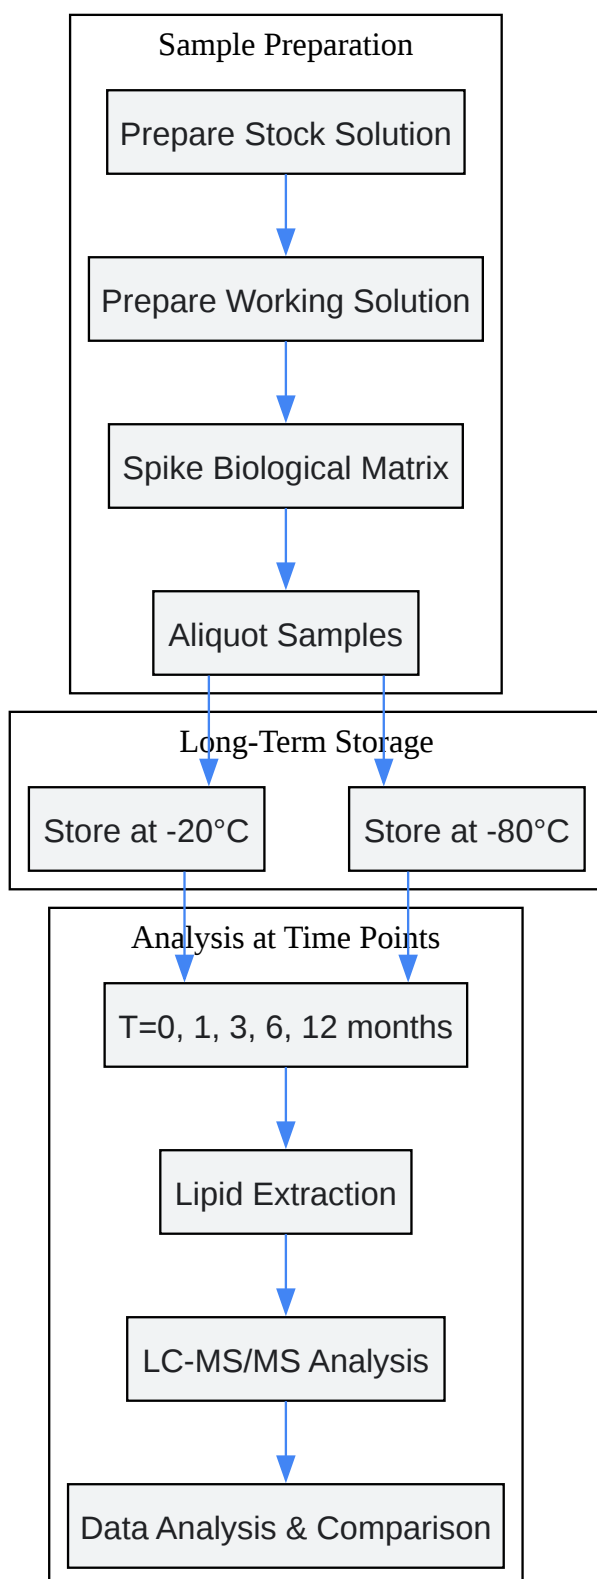 Sample Preparation
Prepare Stock Solution
Prepare Working Solution
Spike Biological Matrix
Aliquot Samples
Long-Term Storage
Store at -20°C
Store at -80°C
Analysis at Time Points
T=0, 1, 3, 6, 12 months
Lipid Extraction
LC-MS/MS Analysis
Data Analysis & Comparison